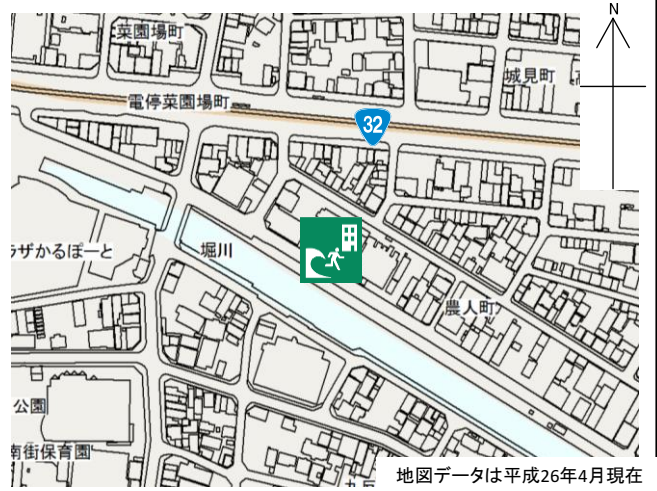 N
菜園場町
城見町
電停菜園場町
32
ラザかるぽーと
堀川
農人町
公園
南街保育園
地図データは平成26年4月現在